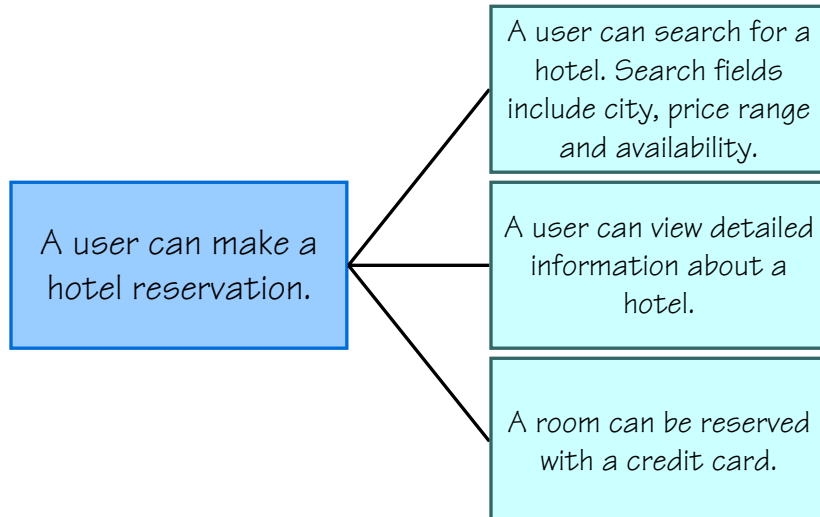 A user can make a
hotel reservation.
A user can search for a
hotel. Search fields
include city, price range
and availability.
A user can view detailed
information about a
hotel.
A room can be reserved
with a credit card.